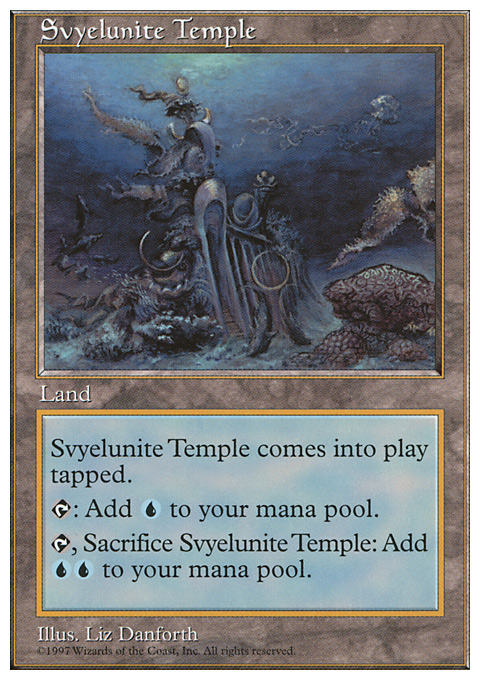 Svyelunite Temple
Land
Svyelunite Temple comes into play
tapped.
: Add to your mana pool.
, Sacrifice Svyelunite Temple: Add
to your mana pool.
Illus. Liz Danforth
©1997 Wizards of the Coast, Inc. All rights reserved.